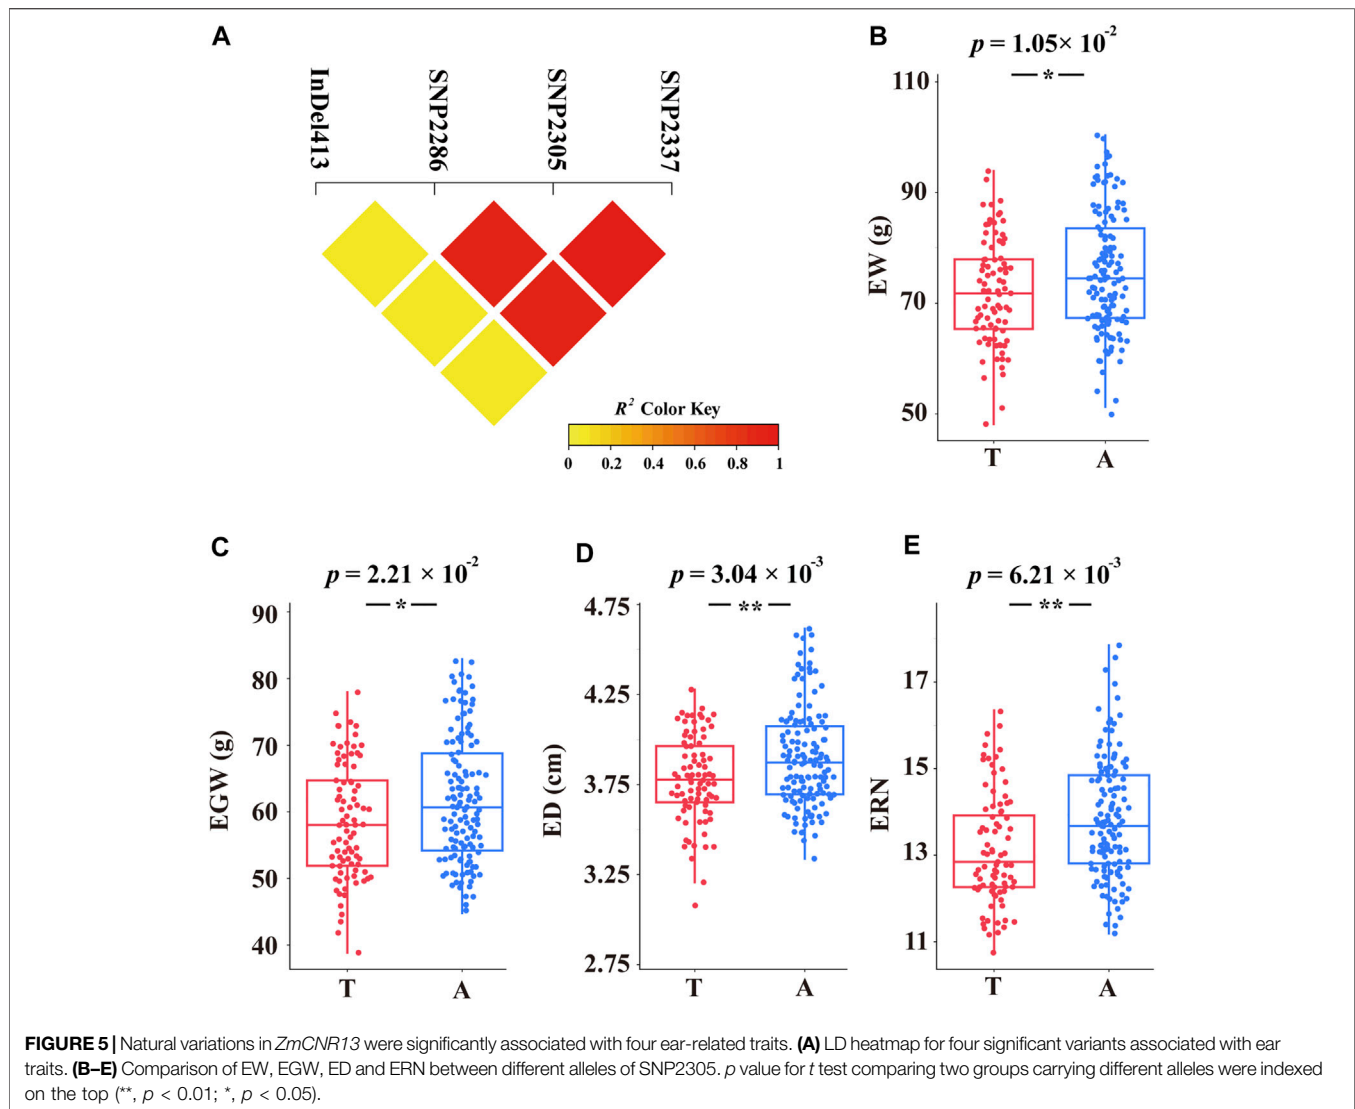 A
InDel413
SNP2286
SNP2305
SNP2337
R² Color Key
0 0.2 0.4 0.6 0.8 1
B
p = 1.05× 10⁻²
*
110
90
70
50
EW (g)
T A
C
p = 2.21 × 10⁻²
*
90
80
70
60
50
40
EGW (g)
T A
D
p = 3.04 × 10⁻³
**
4.75
4.25
3.75
3.25
2.75
ED (cm)
T A
E
p = 6.21 × 10⁻³
**
17
15
13
11
ERN
T A
FIGURE 5 | Natural variations in ZmCNR13 were significantly associated with four ear-related traits. (A) LD heatmap for four significant variants associated with ear
traits. (B–E) Comparison of EW, EGW, ED and ERN between different alleles of SNP2305. p value for t test comparing two groups carrying different alleles were indexed
on the top (**, p < 0.01; *, p < 0.05).